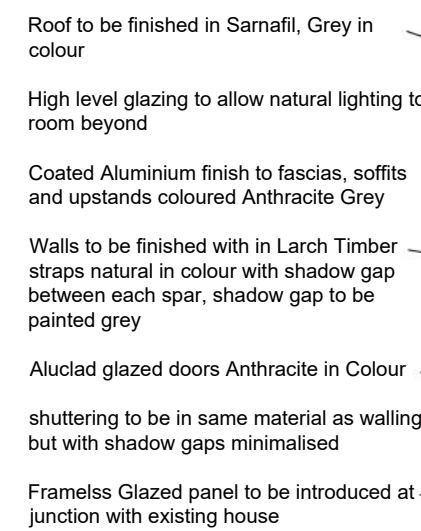 Roof to be finished in Sarnafil, Grey in
colour
High level glazing to allow natural lighting to
room beyond
Coated Aluminium finish to fascias, soffits
and upstands coloured Anthracite Grey
Walls to be finished with in Larch Timber
straps natural in colour with shadow gap
between each spar, shadow gap to be
painted grey
Aluclad glazed doors Anthracite in Colour
shuttering to be in same material as walling
but with shadow gaps minimalised
Framelss Glazed panel to be introduced at
junction with existing house